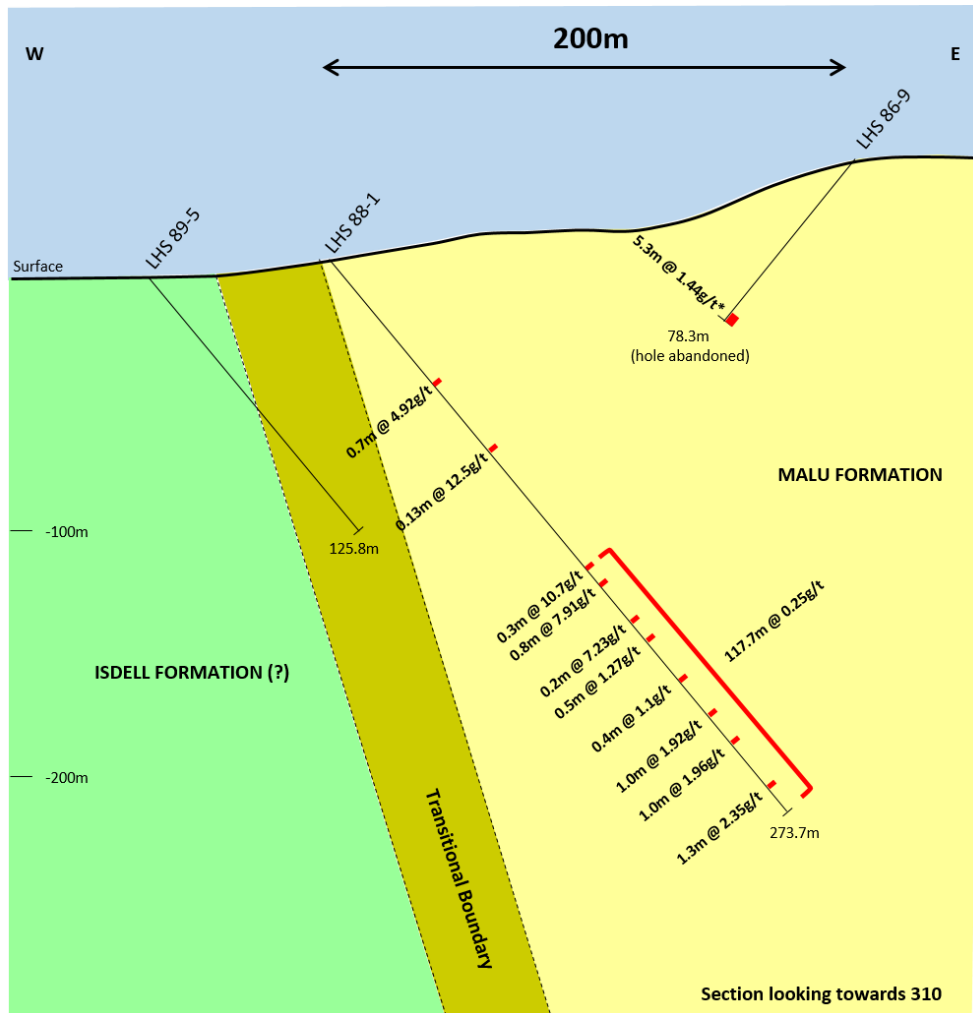 200m
W
E
LHS 86-9
LHS 89-5
LHS 88-1
Surface
5.3m @ 1.44g/t*
78.3m
(hole abandoned)
0.7m @ 4.92g/t
0.13m @ 12.5g/t
MALU FORMATION
-100m
125.8m
0.3m @ 10.7g/t
0.8m @ 7.91g/t
117.7m @ 0.25g/t
0.2m @ 7.23g/t
0.5m @ 1.27g/t
ISDELL FORMATION (?)
0.4m @ 1.1g/t
1.0m @ 1.92g/t
1.0m @ 1.96g/t
-200m
1.3m @ 2.35g/t
273.7m
Transitional Boundary
Section looking towards 310